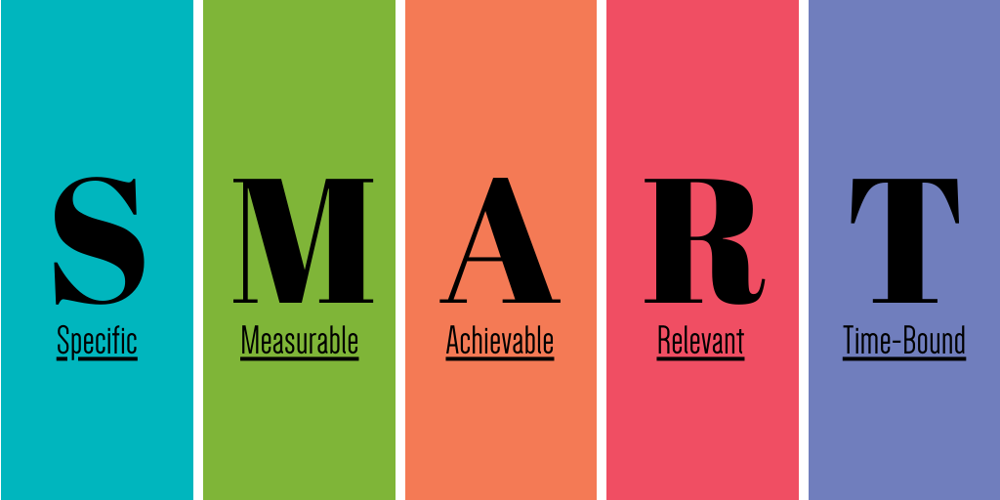 S M A R T
Specific Measurable Achievable Relevant Time-Bound